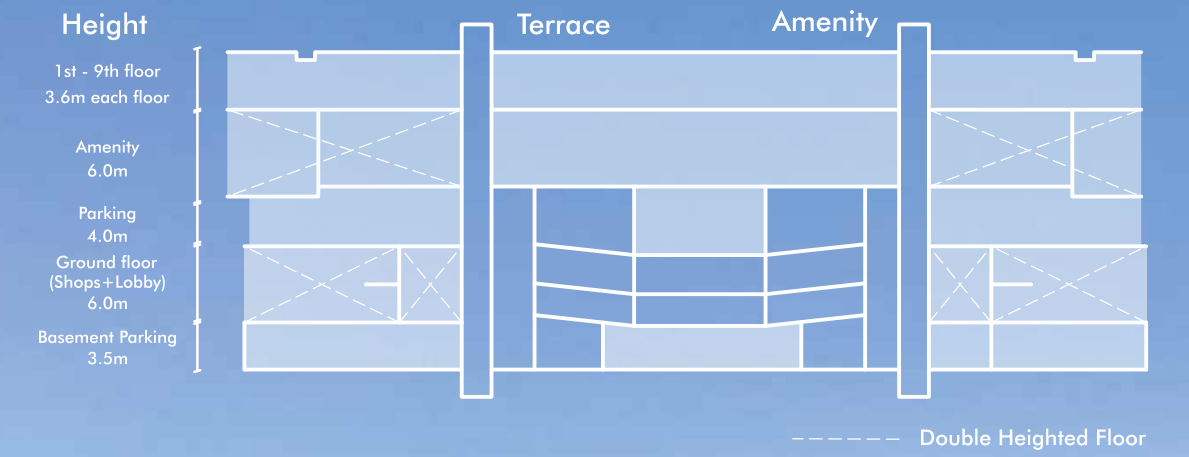 Height
Terrace
Amenity
1st - 9th floor
3.6m each floor
Amenity
6.0m
Parking
4.0m
Ground floor
(Shops+Lobby)
6.0m
Basement Parking
3.5m
Double Heighted Floor